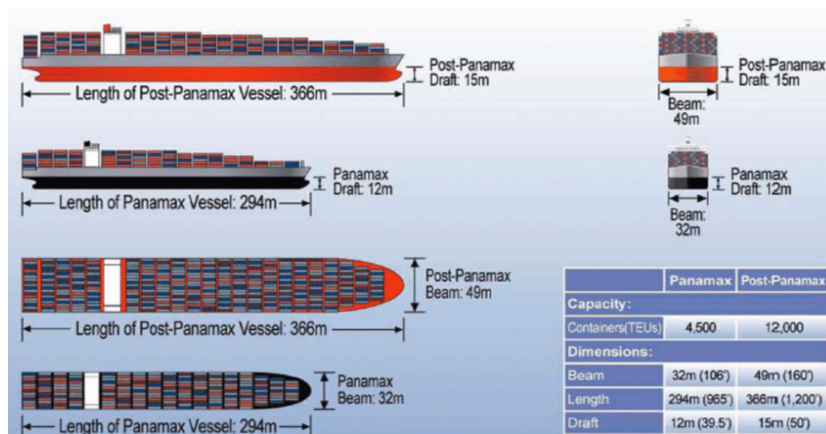 Post-Panamax
Draft: 15m
Length of Post-Panamax Vessel: 366m
Post-Panamax
Draft: 15m
Beam:
49m
Panamax
Draft: 12m
Length of Panamax Vessel: 294m
Panamax
Draft: 12m
Beam:
32m
Post-Panamax
Beam: 49m
Length of Post-Panamax Vessel: 366m
Panamax
Beam: 32m
Length of Panamax Vessel: 294m
Panamax Post-Panamax
Capacity:
Containers(TEUs) 4,500 12,000
Dimensions:
Beam 32m (106') 49m (160')
Length 294m (965') 366m (1,200')
Draft 12m (39.5') 15m (50')